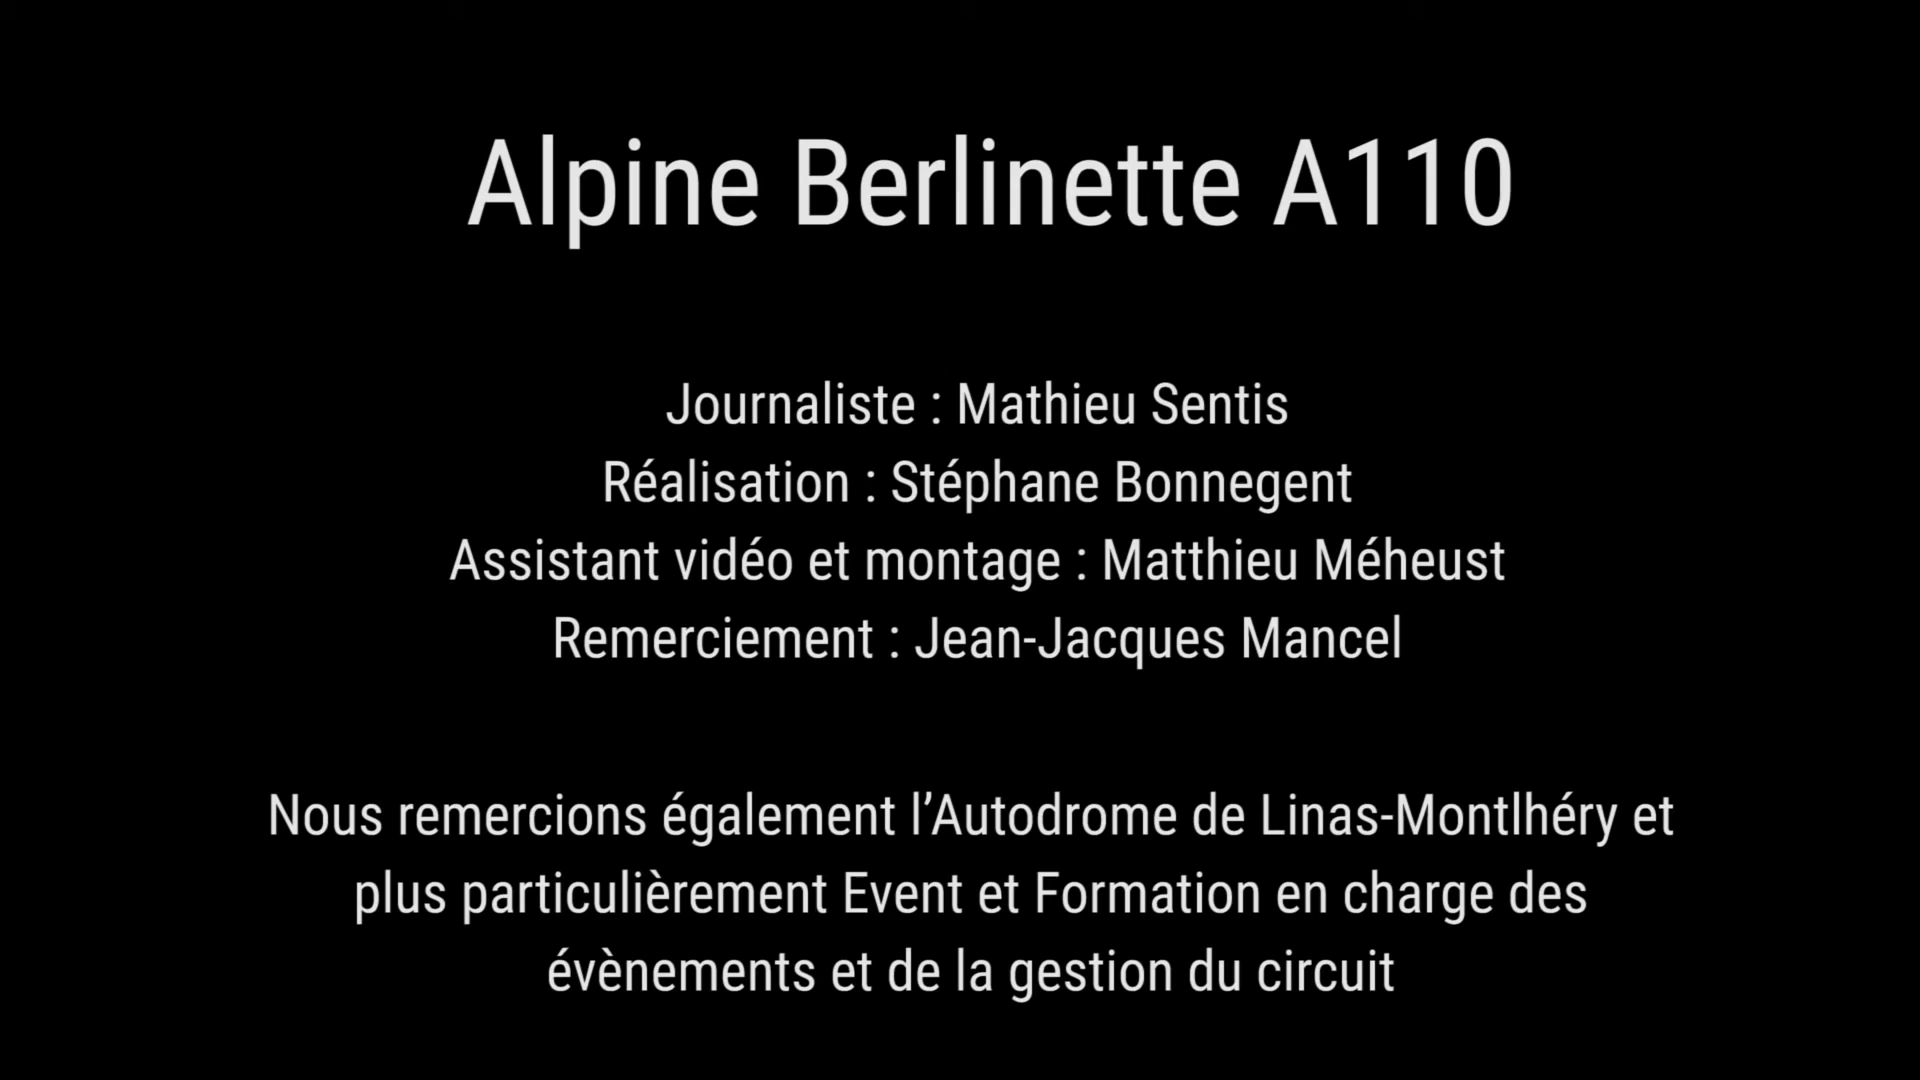 Alpine Berlinette A110
Journaliste : Mathieu Sentis
Réalisation : Stéphane Bonnegent
Assistant vidéo et montage : Matthieu Méheust
Remerciement : Jean-Jacques Mancel
Nous remercions également l’Autodrome de Linas-Montlhéry et
plus particulièrement Event et Formation en charge des
évènements et de la gestion du circuit